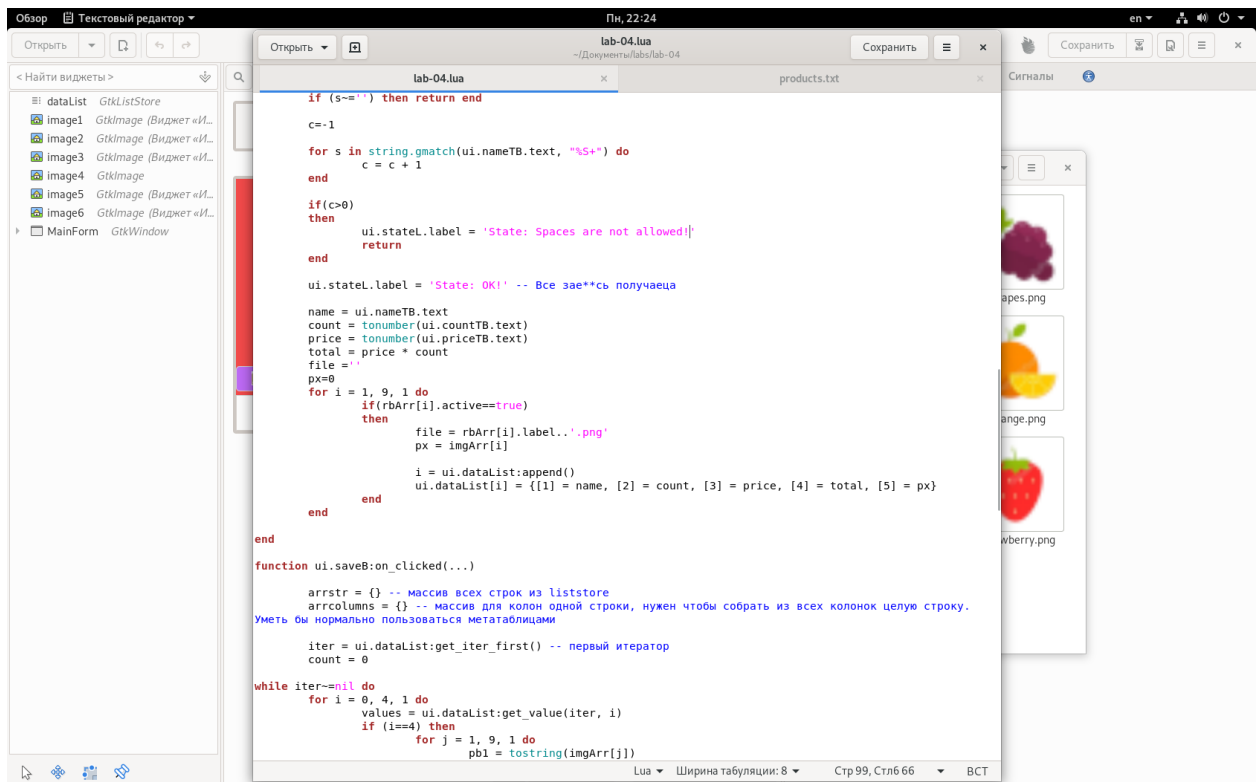 Обзор Текстовый редактор Пн, 22:24 en
Открыть lab-04.lua Сохранить
~/Документы/labs/lab-04
Открыть Сохранить
< Найти виджеты > Сигналы
lab-04.lua × products.txt ×
dataList GtkListStore
image1 GtkImage (Виджет «И...
image2 GtkImage (Виджет «И...
image3 GtkImage (Виджет «И...
image4 GtkImage
image5 GtkImage (Виджет «И...
image6 GtkImage (Виджет «И...
MainForm GtkWindow
if (s~='') then return end
c=-1
for s in string.gmatch(ui.nameTB.text, "%S+") do
c = c + 1
end
if(c>0)
then
ui.stateL.label = 'State: Spaces are not allowed!'
return
end
ui.stateL.label = 'State: OK!' -- Все зае**сь получаеца
name = ui.nameTB.text
count = tonumber(ui.countTB.text)
price = tonumber(ui.priceTB.text)
total = price * count
file =''
px=0
for i = 1, 9, 1 do
if(rbArr[i].active==true)
then
file = rbArr[i].label..'.png'
px = imgArr[i]
i = ui.dataList:append()
ui.dataList[i] = {[1] = name, [2] = count, [3] = price, [4] = total, [5] = px}
end
end
end
function ui.saveB:on_clicked(...)
arrstr = {} -- массив всех строк из liststore
arrcolumns = {} -- массив для колон одной строки, нужен чтобы собрать из всех колонок целую строку.
Уметь бы нормально пользоваться метатаблицами
iter = ui.dataList:get_iter_first() -- первый итератор
count = 0
while iter~=nil do
for i = 0, 4, 1 do
values = ui.dataList:get_value(iter, i)
if (i==4) then
for j = 1, 9, 1 do
pb1 = tostring(imgArr[j])
apes.png
ange.png
wberry.png
Lua Ширина табуляции: 8 Стр 99, Стлб 66 ВСТ